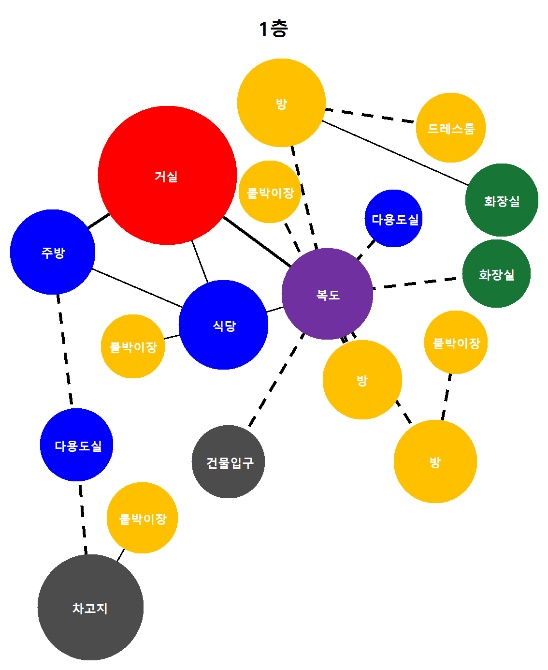 1층
방
드레스룸
거실
붙박이장
화장실
다용도실
주방
화장실
복도
식당
붙박이장
붙박이장
방
다용도실
건물입구
방
붙박이장
차고지